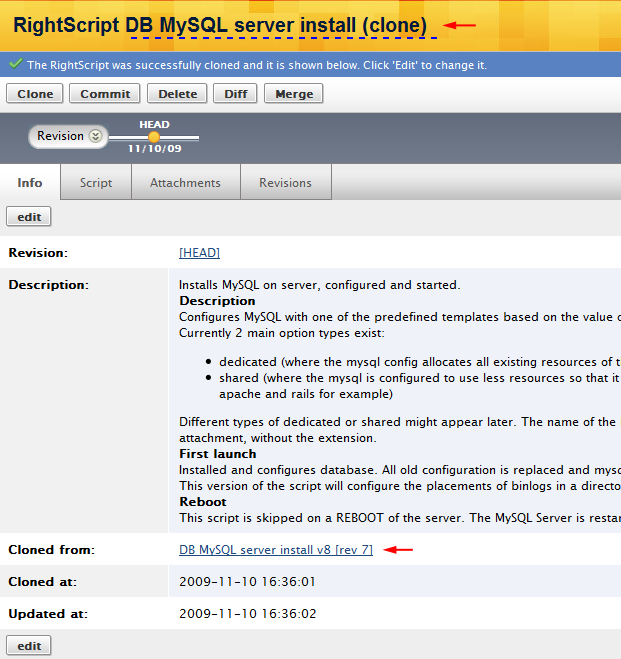 RightScript DB MySQL server install (clone)
The RightScript was successfully cloned and it is shown below. Click 'Edit' to change it.
Clone Commit Delete Diff Merge
HEAD
Revision
11/10/09
Info Script Attachments Revisions
edit
Revision: [HEAD]
Description: Installs MySQL on server, configured and started.
Description
Configures MySQL with one of the predefined templates based on the value
Currently 2 main option types exist:
dedicated (where the mysql config allocates all existing resources of
shared (where the mysql is configured to use less resources so that it
apache and rails for example)
Different types of dedicated or shared might appear later. The name of the
attachment, without the extension.
First launch
Installed and configures database. All old configuration is replaced and
This version of the script will configure the placements of binlogs in a
Reboot
This script is skipped on a REBOOT of the server. The MySQL Server is
Cloned from: DB MySQL server install v8 [rev 7]
Cloned at: 2009-11-10 16:36:01
Updated at: 2009-11-10 16:36:02
edit